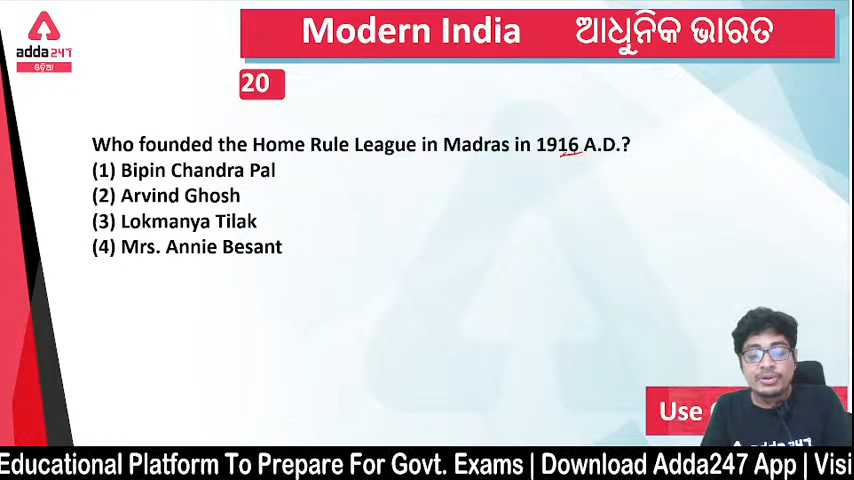 adda247
ଓଡ଼ିଆ
Modern India ଆଧୁନିକ ଭାରତ
20
Who founded the Home Rule League in Madras in 1916 A.D.?
(1) Bipin Chandra Pal
(2) Arvind Ghosh
(3) Lokmanya Tilak
(4) Mrs. Annie Besant
Use
adda247
Educational Platform To Prepare For Govt. Exams | Download Adda247 App | Visi